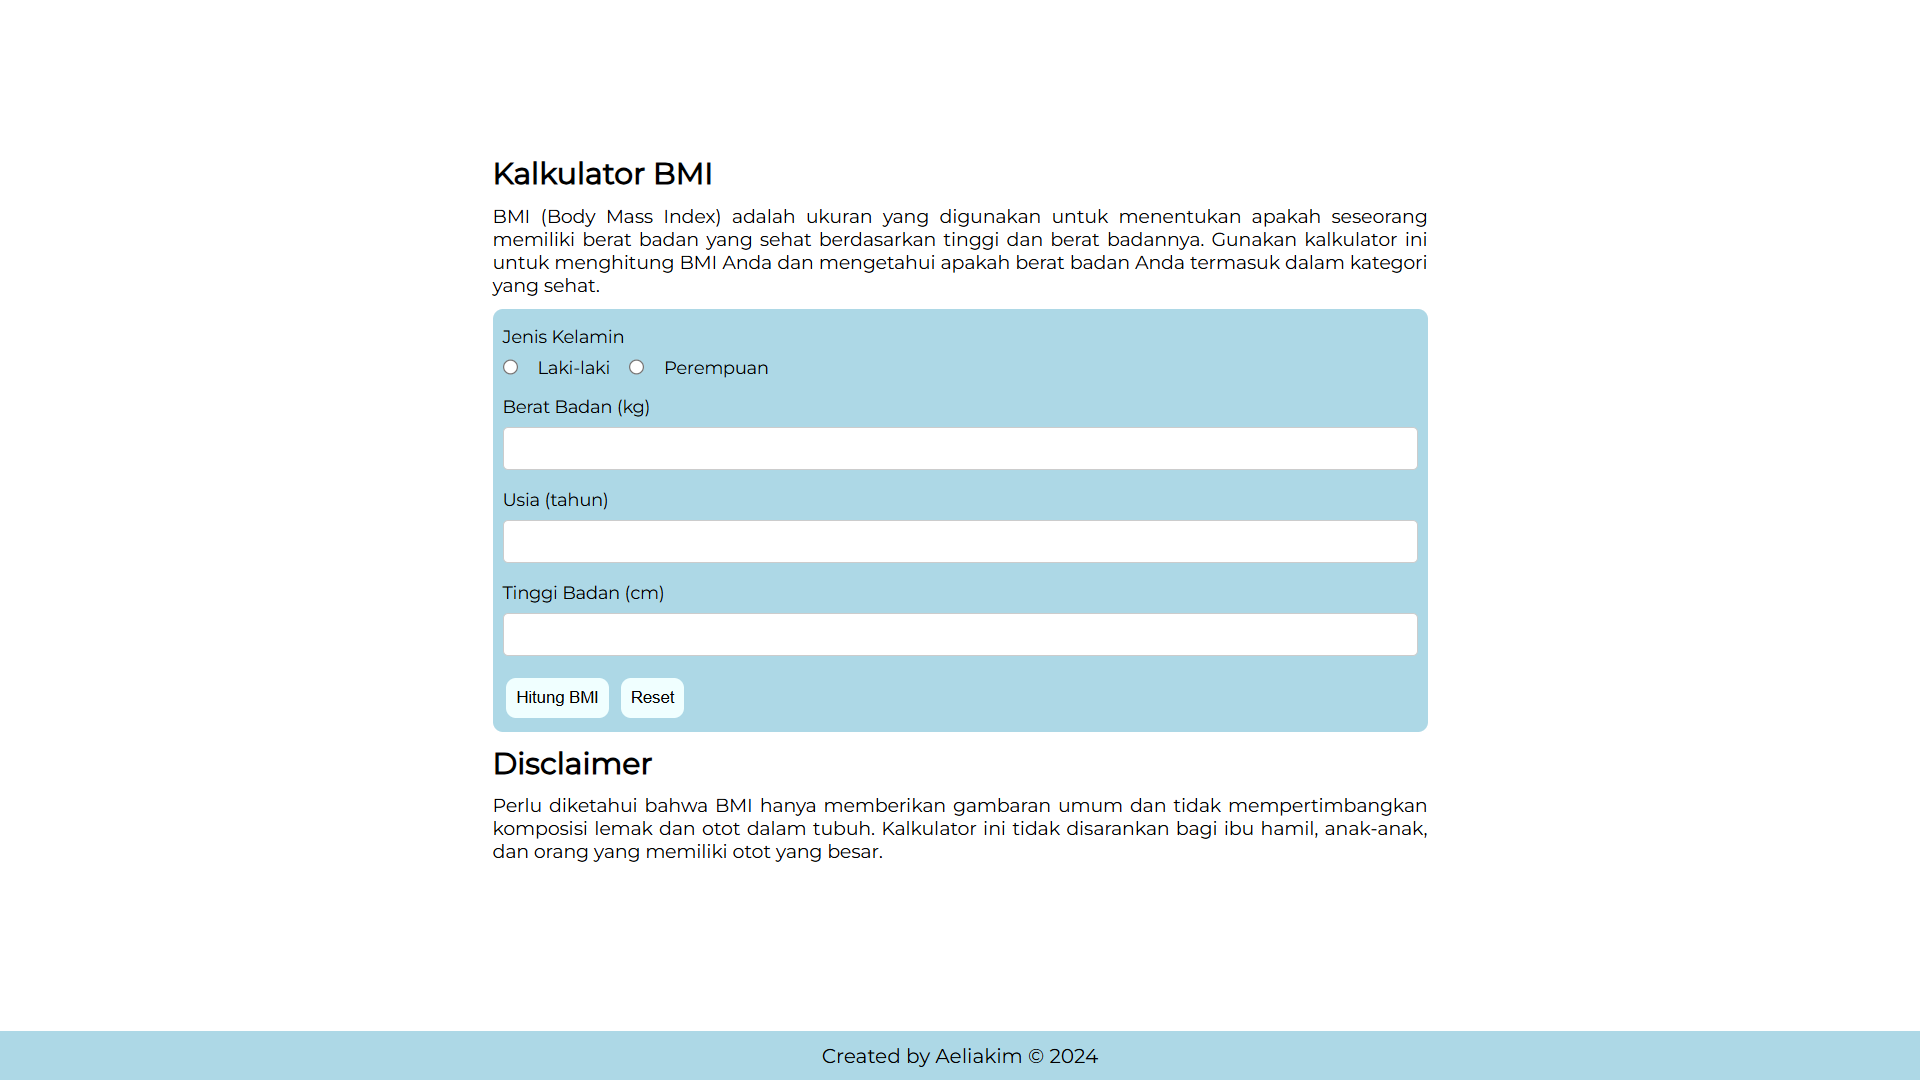 Kalkulator BMI
BMI (Body Mass Index) adalah ukuran yang digunakan untuk menentukan apakah seseorang
memiliki berat badan yang sehat berdasarkan tinggi dan berat badannya. Gunakan kalkulator ini
untuk menghitung BMI Anda dan mengetahui apakah berat badan Anda termasuk dalam kategori
yang sehat.
Jenis Kelamin
Laki-laki Perempuan
Berat Badan (kg)
Usia (tahun)
Tinggi Badan (cm)
Hitung BMI Reset
Disclaimer
Perlu diketahui bahwa BMI hanya memberikan gambaran umum dan tidak mempertimbangkan
komposisi lemak dan otot dalam tubuh. Kalkulator ini tidak disarankan bagi ibu hamil, anak-anak,
dan orang yang memiliki otot yang besar.
Created by Aeliakim © 2024